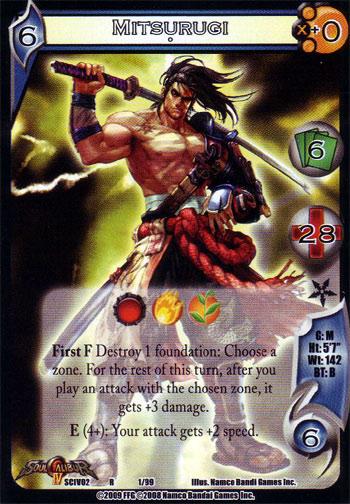 6
MITSURUGI
X+0
6
28
G: M
Ht: 5'7"
Wt: 142
BT: B
First F Destroy 1 foundation: Choose a
zone. For the rest of this turn, after you
play an attack with the chosen zone, it
gets +3 damage.
E (4+): Your attack gets +2 speed.
6
SOULCALIBUR
IV
SCIV02 R 1/99 Illus. Namco Bandi Games Inc.
©2009 FFG ©2008 Namco Bandai Games Inc.